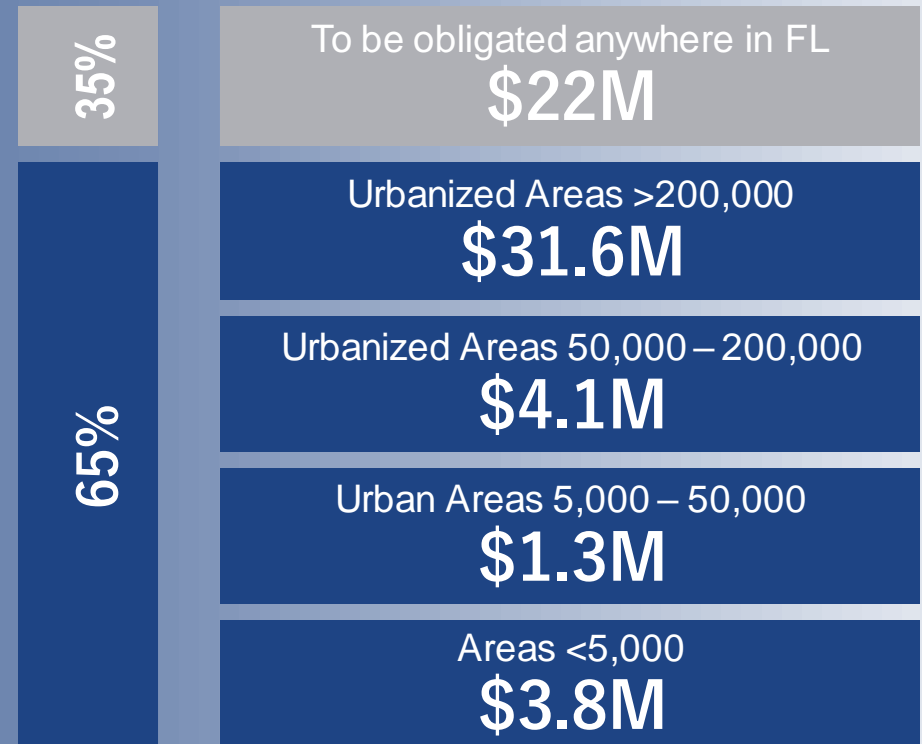 35%
To be obligated anywhere in FL
$22M
65%
Urbanized Areas >200,000
$31.6M
Urbanized Areas 50,000 – 200,000
$4.1M
Urban Areas 5,000 – 50,000
$1.3M
Areas <5,000
$3.8M